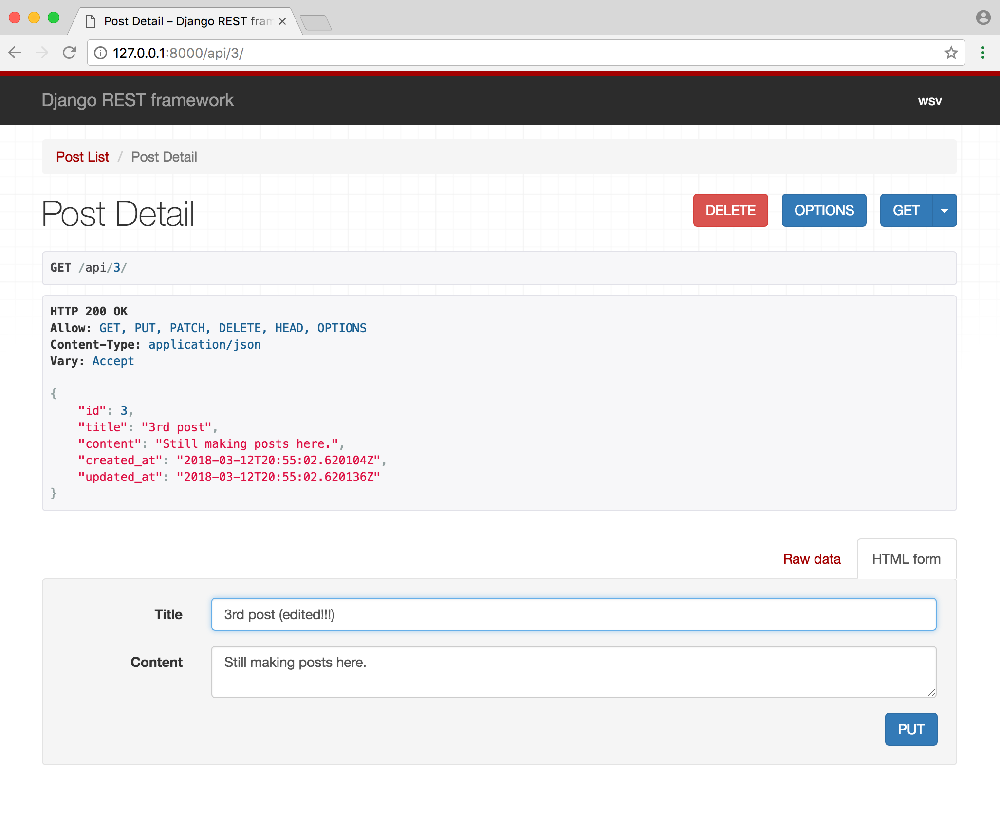 Post Detail – Django REST fram
127.0.0.1:8000/api/3/
Django REST framework
wsv
Post List / Post Detail
Post Detail
DELETE
OPTIONS
GET
GET /api/3/
HTTP 200 OK
Allow: GET, PUT, PATCH, DELETE, HEAD, OPTIONS
Content-Type: application/json
Vary: Accept
{
    "id": 3,
    "title": "3rd post",
    "content": "Still making posts here.",
    "created_at": "2018-03-12T20:55:02.620104Z",
    "updated_at": "2018-03-12T20:55:02.620136Z"
}
Raw data
HTML form
Title
3rd post (edited!!!)
Content
Still making posts here.
PUT